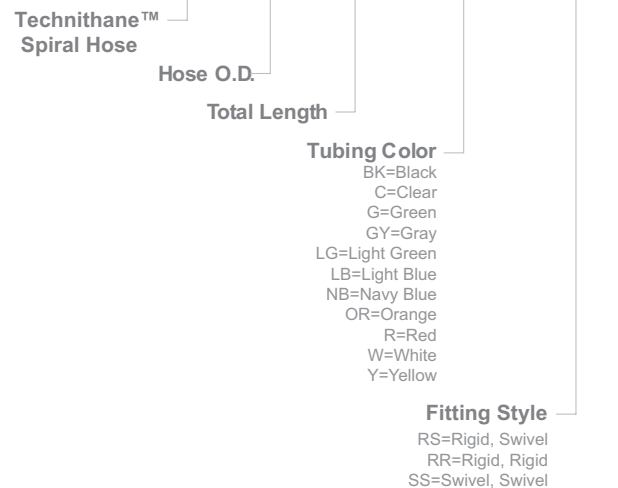 Technithane™
Spiral Hose
Hose O.D.
Total Length
Tubing Color
BK=Black
C=Clear
G=Green
GY=Gray
LG=Light Green
LB=Light Blue
NB=Navy Blue
OR=Orange
R=Red
W=White
Y=Yellow
Fitting Style
RS=Rigid, Swivel
RR=Rigid, Rigid
SS=Swivel, Swivel